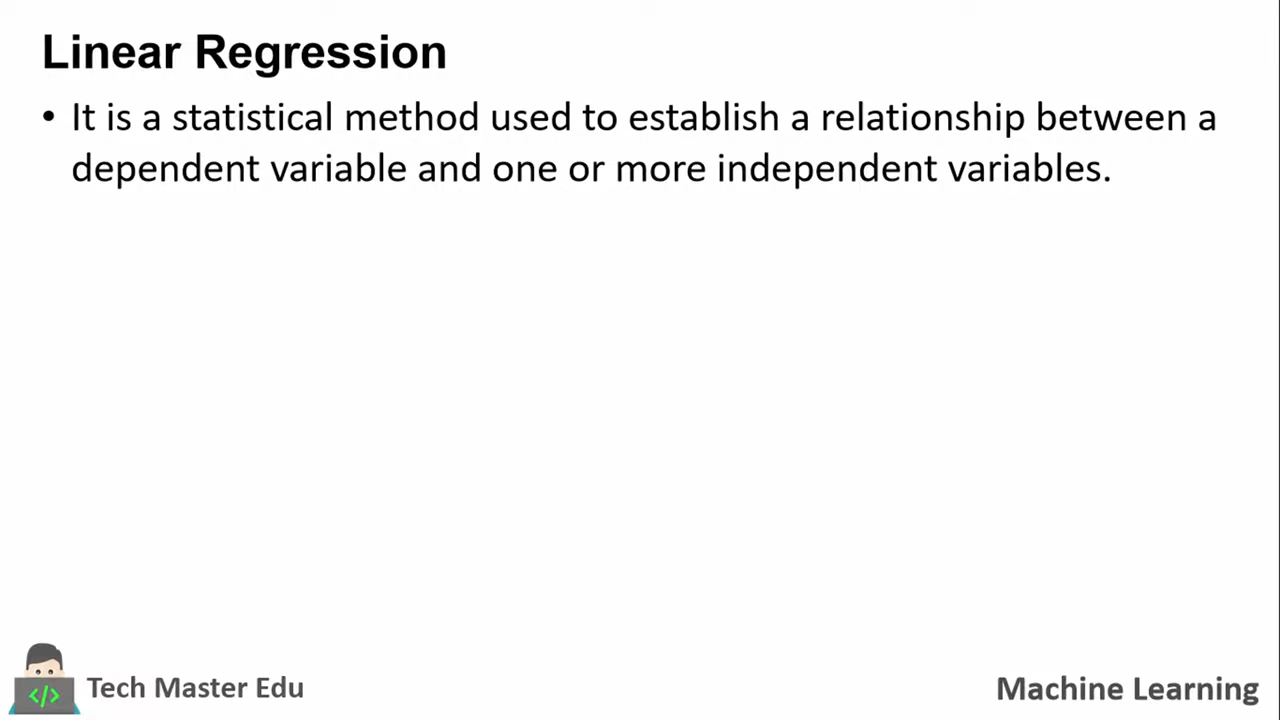 Linear Regression
• It is a statistical method used to establish a relationship between a
dependent variable and one or more independent variables.
</>
Tech Master Edu
Machine Learning